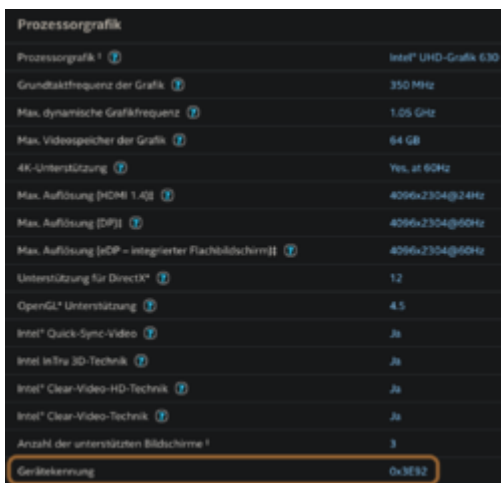 Prozessorgrafik
Prozessorgrafik ‡ ? Intel® UHD-Grafik 630
Grundtaktfrequenz der Grafik ? 350 MHz
Max. dynamische Grafikfrequenz ? 1.05 GHz
Max. Videospeicher der Grafik ? 64 GB
4K-Unterstützung ? Yes, at 60Hz
Max. Auflösung (HDMI 1.4)‡ ? 4096x2304@24Hz
Max. Auflösung (DP)‡ ? 4096x2304@60Hz
Max. Auflösung (eDP – integrierter Flachbildschirm)‡ ? 4096x2304@60Hz
Unterstützung für DirectX* ? 12
OpenGL* Unterstützung ? 4.5
Intel® Quick-Sync-Video ? Ja
Intel InTru 3D-Technik ? Ja
Intel® Clear-Video-HD-Technik ? Ja
Intel® Clear-Video-Technik ? Ja
Anzahl der unterstützten Bildschirme ‡ 3
Gerätekennung 0x3E92